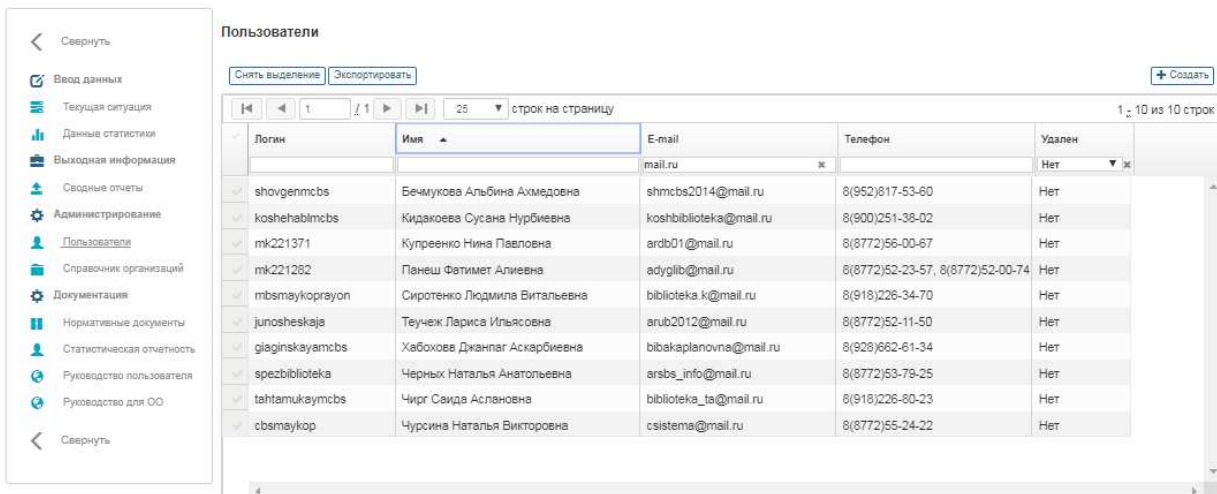 Свернуть
Ввод данных
Текущая ситуация
Данные статистики
Выходная информация
Сводные отчеты
Администрирование
Пользователи
Справочник организаций
Документация
Нормативные документы
Статистическая отчетность
Руководство пользователя
Руководство для ОО
Свернуть
Пользователи
Снять выделение Экспортировать + Создать
1 / 1 25 строк на страницу 1 - 10 из 10 строк
Логин Имя E-mail Телефон Удален
mail.ru Нет
shovgenmcbs Бечмукова Альбина Ахмедовна shmcbs2014@mail.ru 8(952)817-53-60 Нет
koshehablmcbs Кидакоева Сусана Нурбиевна koshbiblioteka@mail.ru 8(900)251-38-02 Нет
mk221371 Купреенко Нина Павловна ardb01@mail.ru 8(8772)56-00-67 Нет
mk221282 Панеш Фатимет Алиевна adyglib@mail.ru 8(8772)52-23-57, 8(8772)52-00-74 Нет
mbsmaykoprayon Сиротенко Людмила Витальевна biblioteka.k@mail.ru 8(918)226-34-70 Нет
junosheskaja Теучеж Лариса Ильясовна arub2012@mail.ru 8(8772)52-11-50 Нет
giaginskayamcbs Хабохова Джанпаг Аскарбиевна bibakaplanovna@mail.ru 8(928)662-61-34 Нет
spezbiblioteka Черных Наталья Анатольевна arsbs_info@mail.ru 8(8772)53-79-25 Нет
tahtamukaymcbs Чирг Саида Аслановна biblioteka_ta@mail.ru 8(918)226-80-23 Нет
cbsmaykop Чурсина Наталья Викторовна csistema@mail.ru 8(8772)55-24-22 Нет